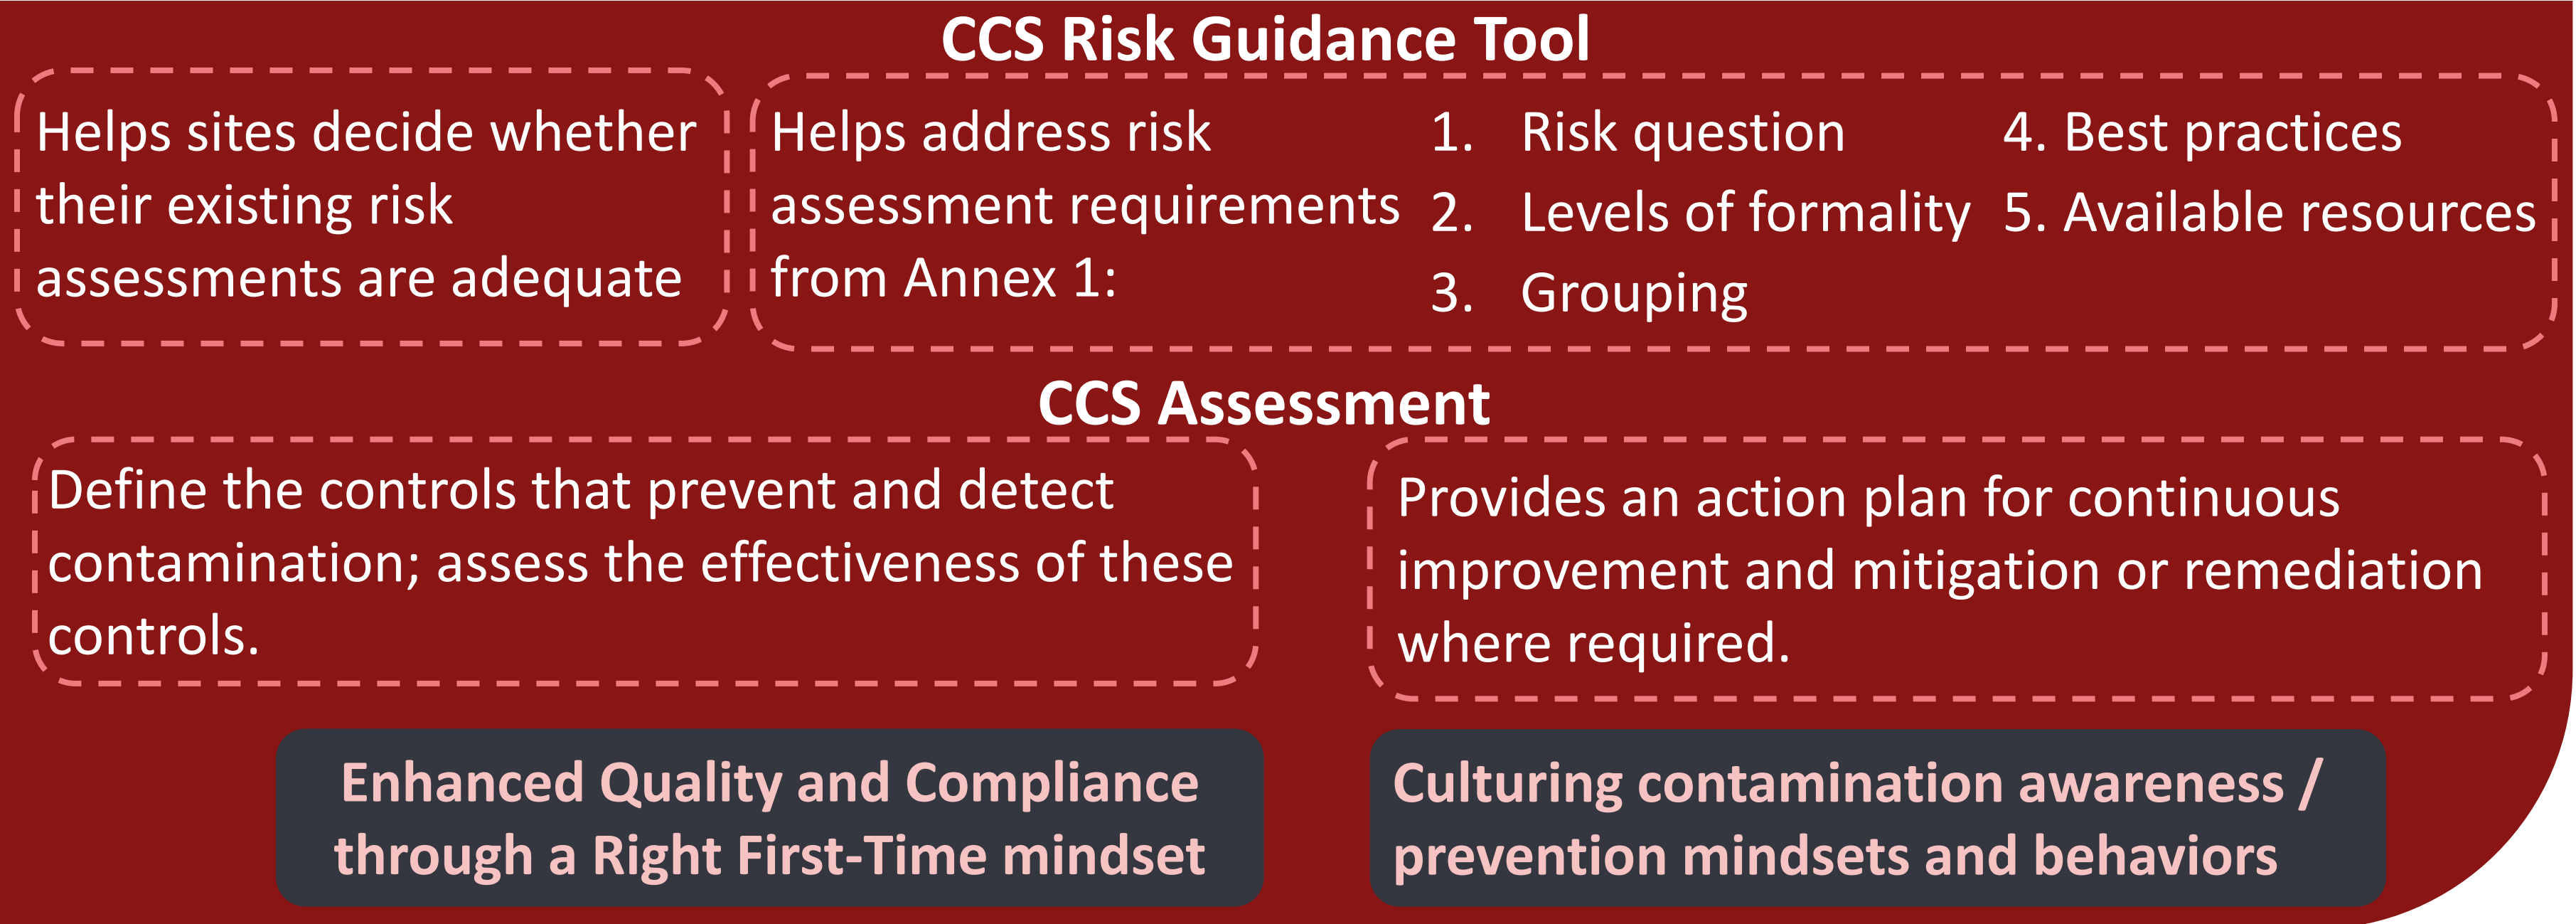 CCS Risk Guidance Tool
Helps sites decide whether
their existing risk
assessments are adequate
Helps address risk
assessment requirements
from Annex 1:
1. Risk question
2. Levels of formality
3. Grouping
4. Best practices
5. Available resources
CCS Assessment
Define the controls that prevent and detect
contamination; assess the effectiveness of these
controls.
Provides an action plan for continuous
improvement and mitigation or remediation
where required.
Enhanced Quality and Compliance
through a Right First-Time mindset
Culturing contamination awareness /
prevention mindsets and behaviors